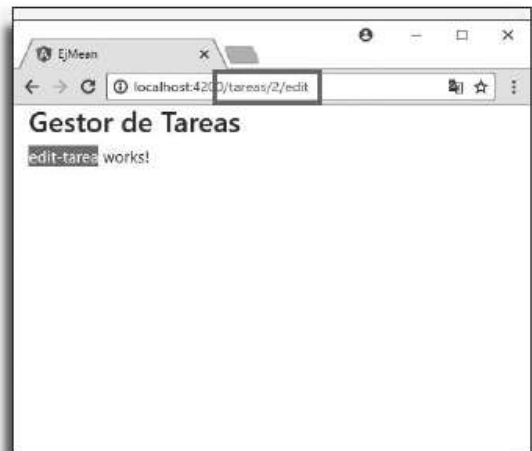 EjMean
localhost:4200/tareas/2/edit
Gestor de Tareas
edit-tarea works!